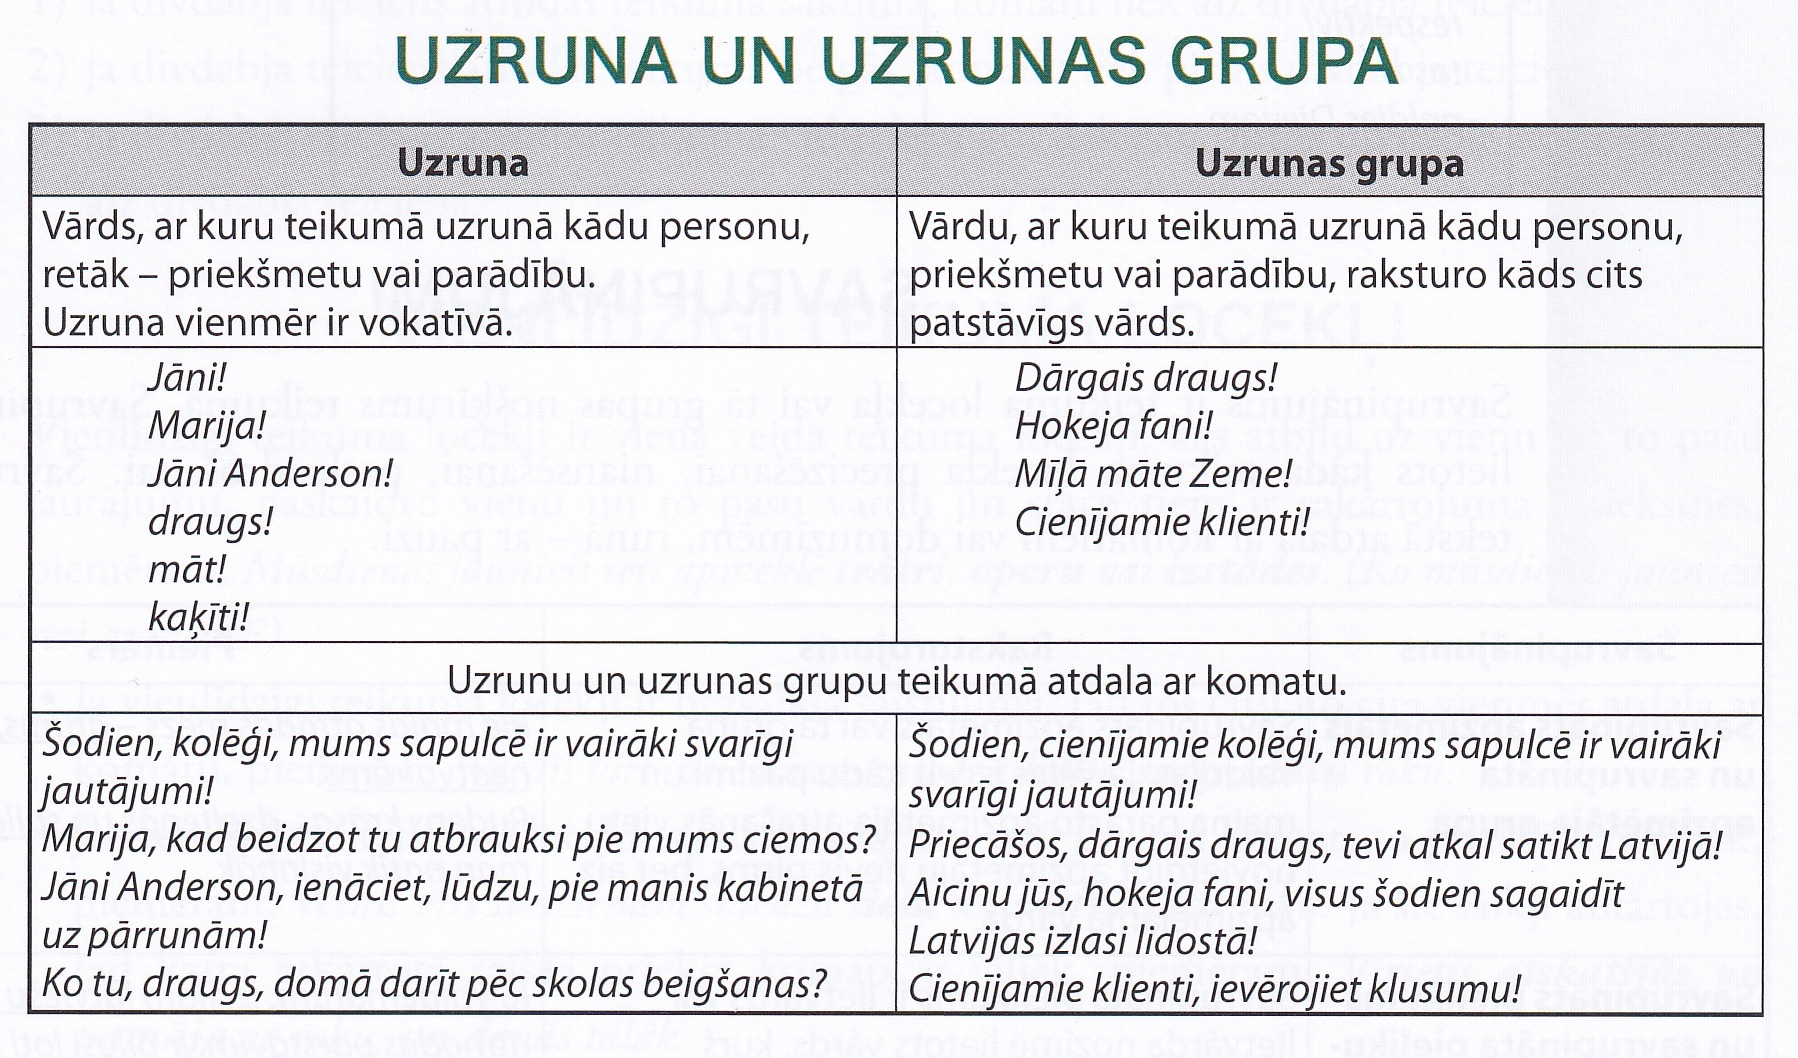 UZRUNA UN UZRUNAS GRUPA
Uzruna
Uzrunas grupa
Vārds, ar kuru teikumā uzrunā kādu personu,
retāk – priekšmetu vai parādību.
Uzruna vienmēr ir vokatīvā.
Vārdu, ar kuru teikumā uzrunā kādu personu,
priekšmetu vai parādību, raksturo kāds cits
patstāvīgs vārds.
Jāni!
Marija!
Jāni Anderson!
draugs!
māt!
kaķīti!
Dārgais draugs!
Hokeja fani!
Mīļā māte Zeme!
Cienījamie klienti!
Uzrunu un uzrunas grupu teikumā atdala ar komatu.
Šodien, kolēģi, mums sapulcē ir vairāki svarīgi
jautājumi!
Marija, kad beidzot tu atbrauksi pie mums ciemos?
Jāni Anderson, ienāciet, lūdzu, pie manis kabinetā
uz pārrunām!
Ko tu, draugs, domā darīt pēc skolas beigšanas?
Šodien, cienījamie kolēģi, mums sapulcē ir vairāki
svarīgi jautājumi!
Priecāšos, dārgais draugs, tevi atkal satikt Latvijā!
Aicinu jūs, hokeja fani, visus šodien sagaidīt
Latvijas izlasi lidostā!
Cienījamie klienti, ievērojiet klusumu!